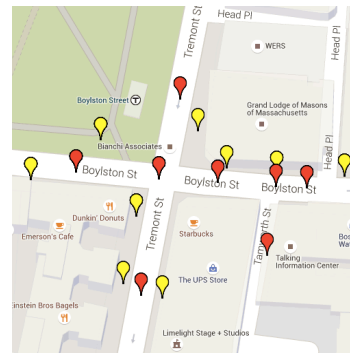 Head Pl
Tremont St
WERS
Head Pl
Boylston Street
Grand Lodge of Masons
of Massachusetts
Bianchi Associates
Boylston St
Boylston St
Boylston St
Dunkin' Donuts
Tremont St
Starbucks
Emerson's Cafe
Tamworth St
Talking
Information Center
The UPS Store
Einstein Bros Bagels
Limelight Stage + Studios